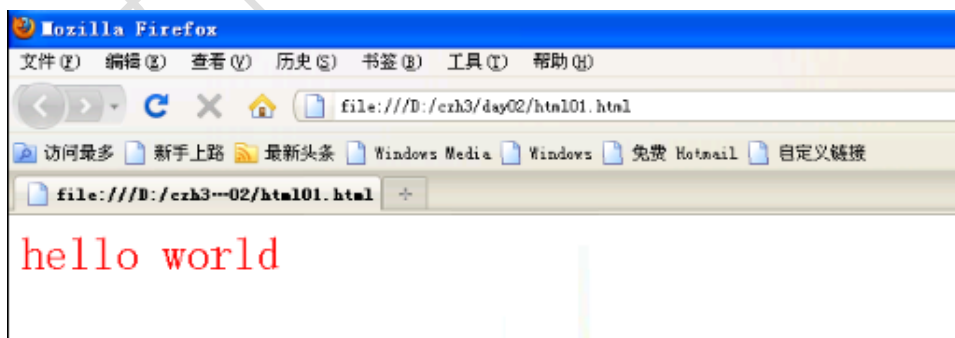 Mozilla Firefox
文件(F) 编辑(E) 查看(V) 历史(S) 书签(B) 工具(T) 帮助(H)
file:///D:/czh3/day02/html01.html
访问最多 新手上路 最新头条 Windows Media Windows 免费 Hotmail 自定义链接
file:///D:/czh3---02/html01.html
hello world